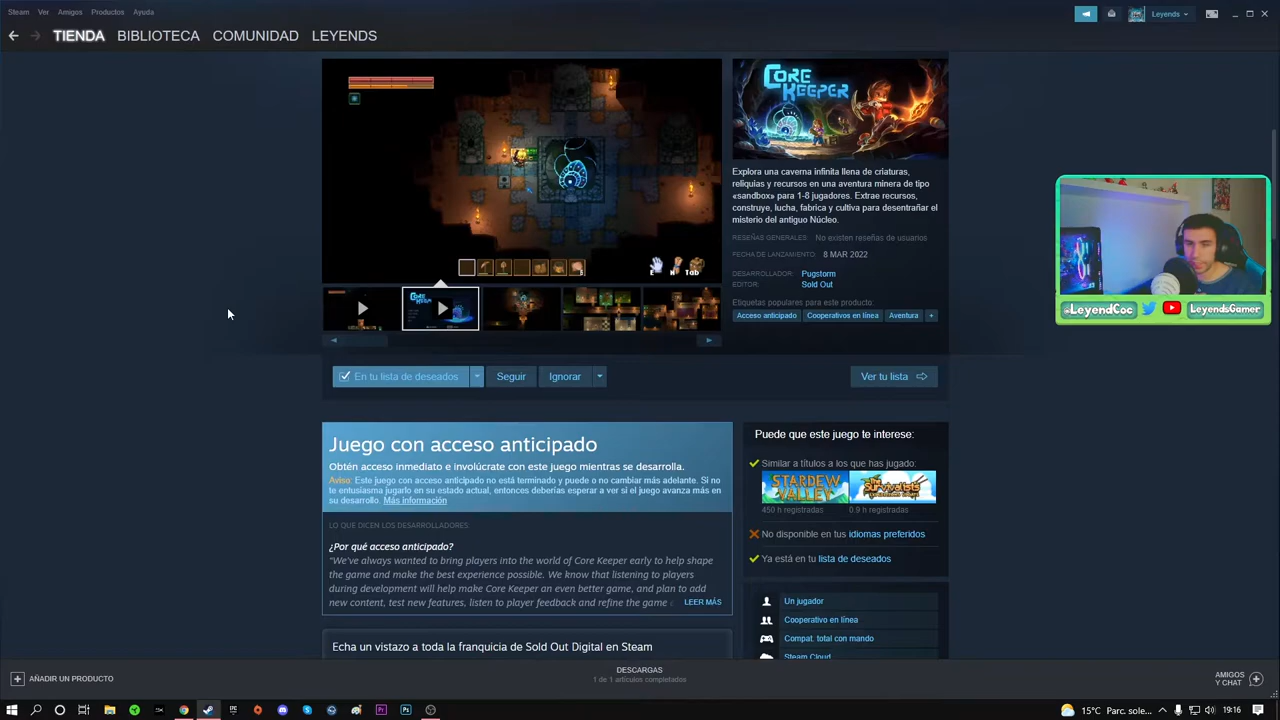 Steam Ver Amigos Productos Ayuda
Leyends
TIENDA BIBLIOTECA COMUNIDAD LEYENDS
E H Tab
CORE KEEPER
Explora una caverna infinita llena de criaturas,
reliquias y recursos en una aventura minera de tipo
«sandbox» para 1-8 jugadores. Extrae recursos,
construye, lucha, fabrica y cultiva para desentrañar el
misterio del antiguo Núcleo.
RESEÑAS GENERALES: No existen reseñas de usuarios
FECHA DE LANZAMIENTO: 8 MAR 2022
DESARROLLADOR: Pugstorm
EDITOR: Sold Out
Etiquetas populares para este producto:
Acceso anticipado Cooperativos en línea Aventura +
@LeyendCoc LeyendsGamer
En tu lista de deseados Seguir Ignorar Ver tu lista
Juego con acceso anticipado
Obtén acceso inmediato e involúcrate con este juego mientras se desarrolla.
Aviso: Este juego con acceso anticipado no está terminado y puede o no cambiar más adelante. Si no
te entusiasma jugarlo en su estado actual, entonces deberías esperar a ver si el juego avanza más en
su desarrollo. Más información
LO QUE DICEN LOS DESARROLLADORES:
¿Por qué acceso anticipado?
"We've always wanted to bring players into the world of Core Keeper early to help shape
the game and make the best experience possible. We know that listening to players
during development will help make Core Keeper an even better game, and plan to add
new content, test new features, listen to player feedback and refine the game LEER MÁS
Echa un vistazo a toda la franquicia de Sold Out Digital en Steam
Puede que este juego te interese:
Similar a títulos a los que has jugado:
STARDEW VALLEY the Survivalists
450 h registradas 0.9 h registradas
No disponible en tus idiomas preferidos
Ya está en tu lista de deseados
Un jugador
Cooperativo en línea
Compat. total con mando
Steam Cloud
AÑADIR UN PRODUCTO
DESCARGAS
1 de 1 artículos completados
AMIGOS
Y CHAT
15°C Parc. sole... 19:16